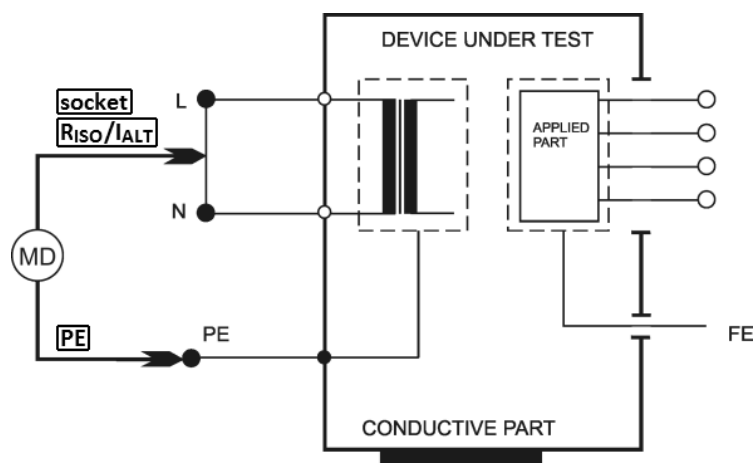 DEVICE UNDER TEST
socket
L
RISO/IALT
APPLIED
PART
N
MD
PE
PE
FE
CONDUCTIVE PART